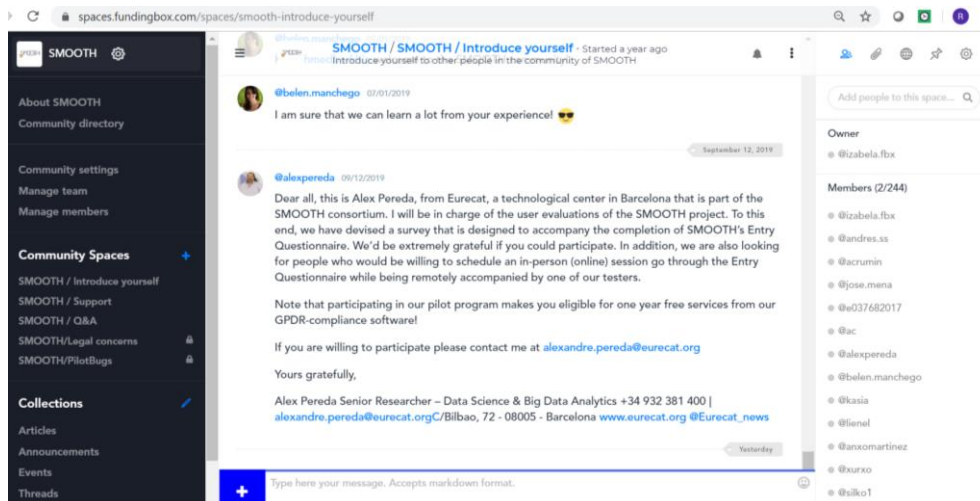 spaces.fundingbox.com/spaces/smooth-introduce-yourself
R
SMOOTH
About SMOOTH
Community directory
Community settings
Manage team
Manage members
Community Spaces +
SMOOTH / Introduce yourself
SMOOTH / Support
SMOOTH / Q&A
SMOOTH/Legal concerns
SMOOTH/PilotBugs
Collections
Articles
Announcements
Events
Threads
SMOOTH / SMOOTH / Introduce yourself · Started a year ago
Introduce yourself to other people in the community of SMOOTH
@belen.manchego 07/01/2019
I am sure that we can learn a lot from your experience! 😎
September 12, 2019
@alexpereda 09/12/2019
Dear all, this is Alex Pereda, from Eurecat, a technological center in Barcelona that is part of the
SMOOTH consortium. I will be in charge of the user evaluations of the SMOOTH project. To this
end, we have devised a survey that is designed to accompany the completion of SMOOTH's Entry
Questionnaire. We'd be extremely grateful if you could participate. In addition, we are also looking
for people who would be willing to schedule an in-person (online) session go through the Entry
Questionnaire while being remotely accompanied by one of our testers.
Note that participating in our pilot program makes you eligible for one year free services from our
GPDR-compliance software!
If you are willing to participate please contact me at alexandre.pereda@eurecat.org
Yours gratefully,
Alex Pereda Senior Researcher – Data Science & Big Data Analytics +34 932 381 400 |
alexandre.pereda@eurecat.orgC/Bilbao, 72 - 08005 - Barcelona www.eurecat.org @Eurecat_news
Yesterday
+
Type here your message. Accepts markdown format.
Add people to this space...
Owner
@izabela.fbx
Members (2/244)
@izabela.fbx
@andres.ss
@acrumin
@jose.mena
@e037682017
@ac
@alexpereda
@belen.manchego
@kasia
@lienel
@anxomartinez
@xurxo
@silko1